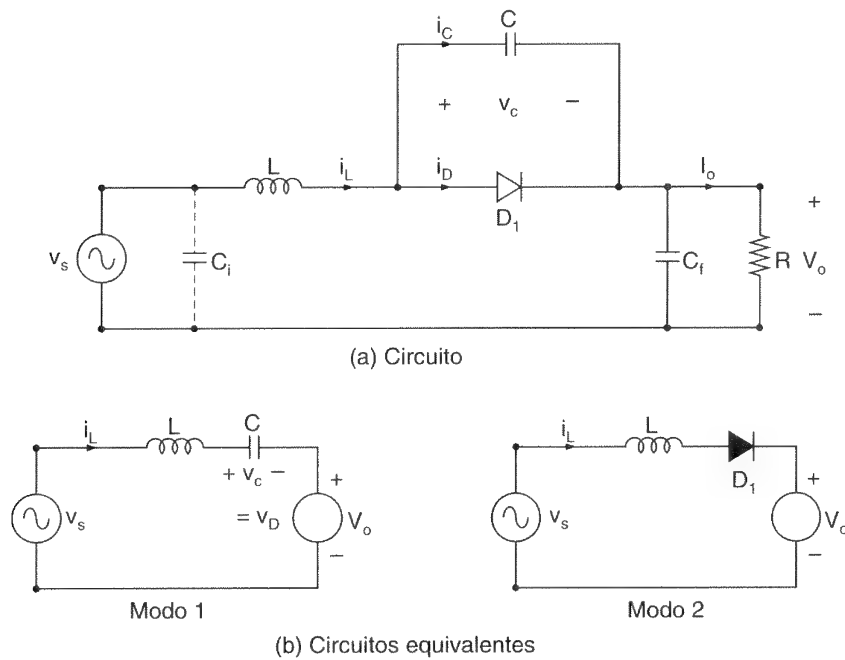 i_C C
+ v_c −
L i_L i_D I_o
D_1
v_s C_i C_f R + V_o −
(a) Circuito
i_L L C
+ v_c −
v_s = v_D + V_o −
Modo 1
i_L L
D_1
v_s + V_o −
Modo 2
(b) Circuitos equivalentes